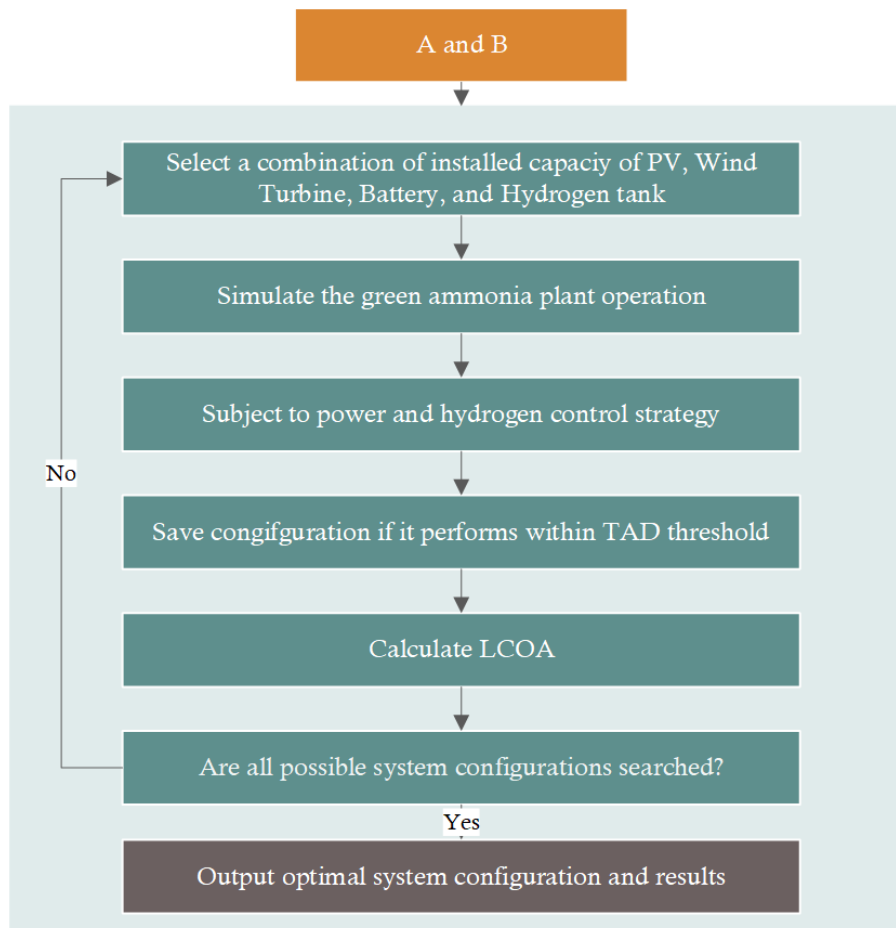 A and B
Select a combination of installed capaciy of PV, Wind
Turbine, Battery, and Hydrogen tank
Simulate the green ammonia plant operation
Subject to power and hydrogen control strategy
No
Save congifguration if it performs within TAD threshold
Calculate LCOA
Are all possible system configurations searched?
Yes
Output optimal system configuration and results